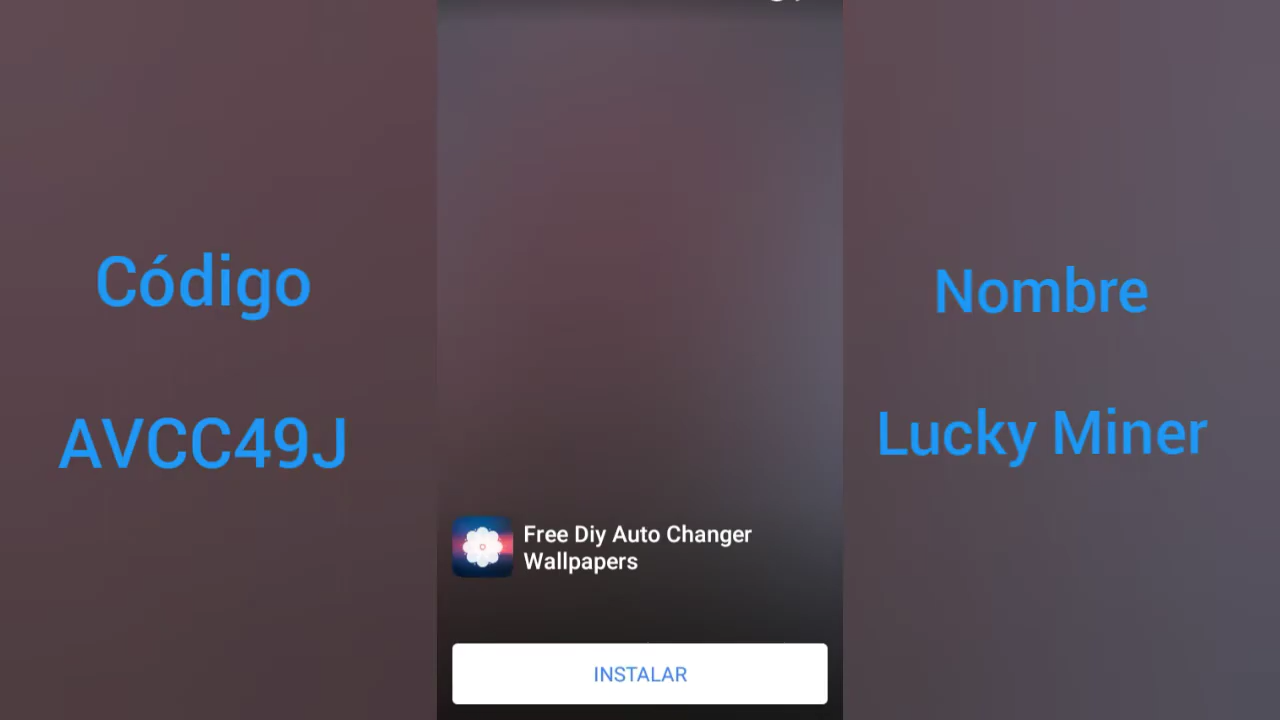 Código
AVCC49J
Free Diy Auto Changer
Wallpapers
INSTALAR
Nombre
Lucky Miner